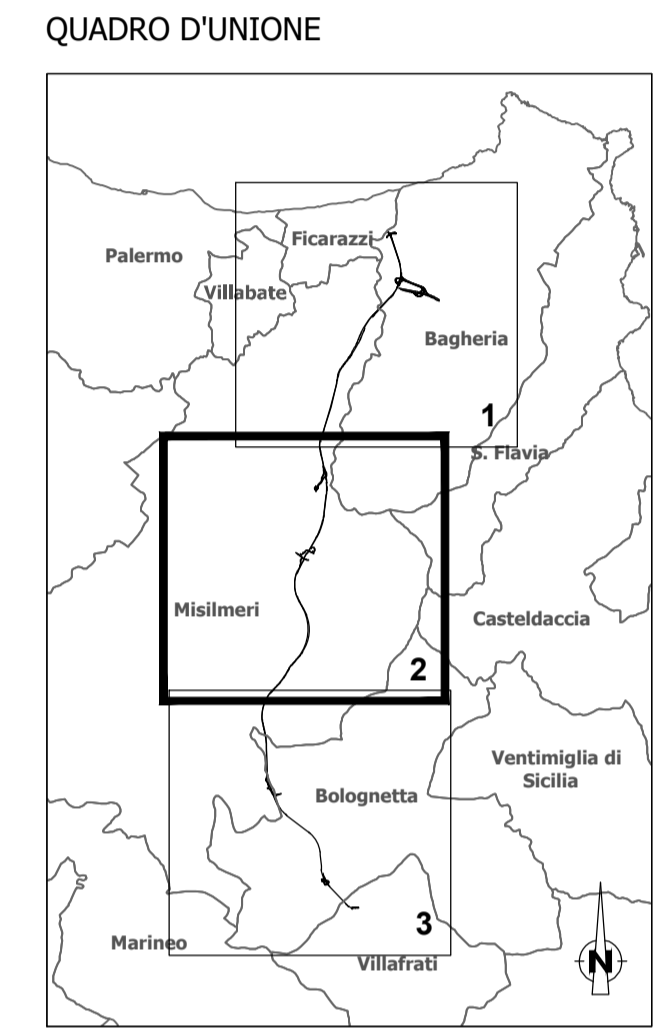 QUADRO D'UNIONE
Ficarazzi
Palermo
Villabate
Bagheria
1
S. Flavia
Misilmeri
Casteldaccia
2
Ventimiglia di
Sicilia
Bolognetta
3
Marineo
Villafrati
N